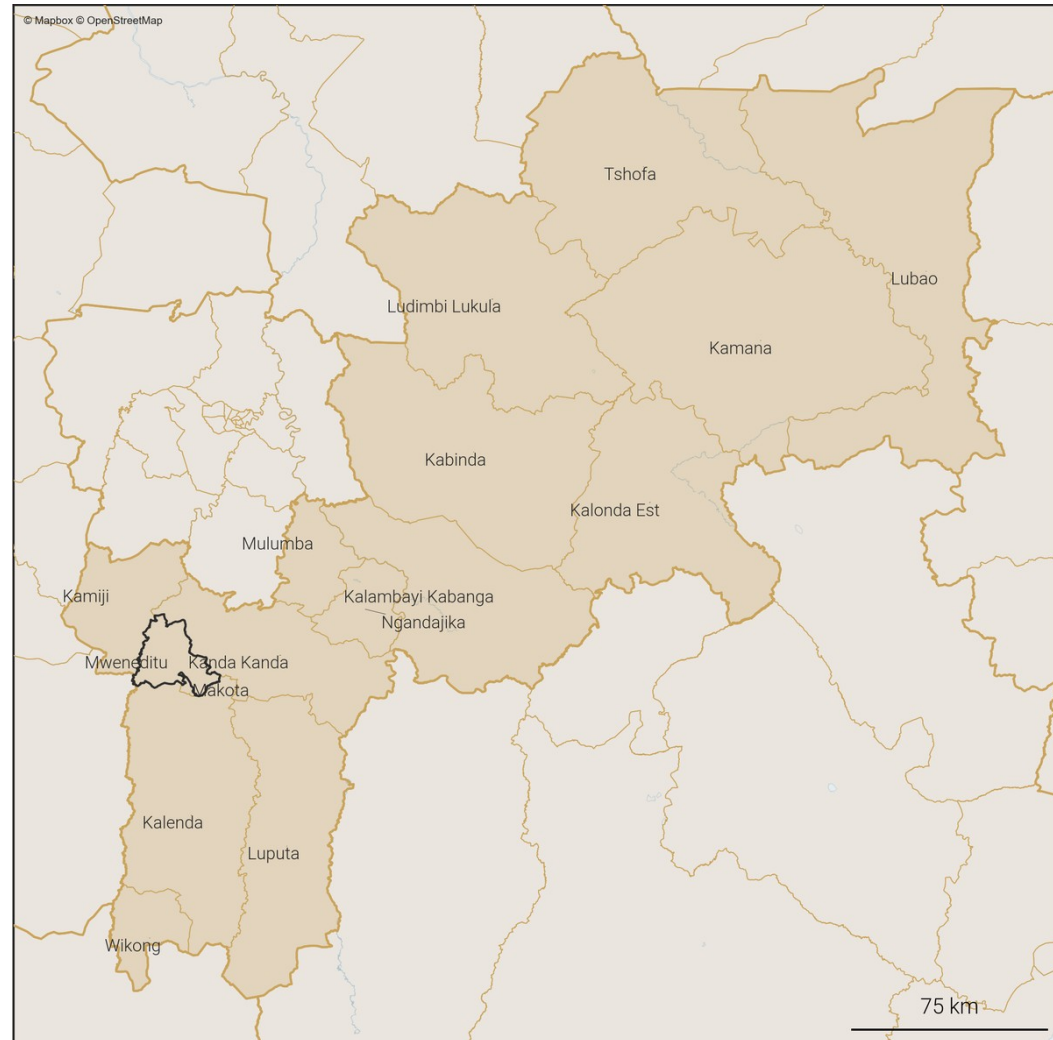 © Mapbox © OpenStreetMap
Tshofa
Lubao
Ludimbi Lukula
Kamana
Kabinda
Kalonda Est
Mulumba
Kamiji
Kalambayi Kabanga
Ngandajika
Mweneditu
Kanda Kanda
Makota
Kalenda
Luputa
Wikong
75 km